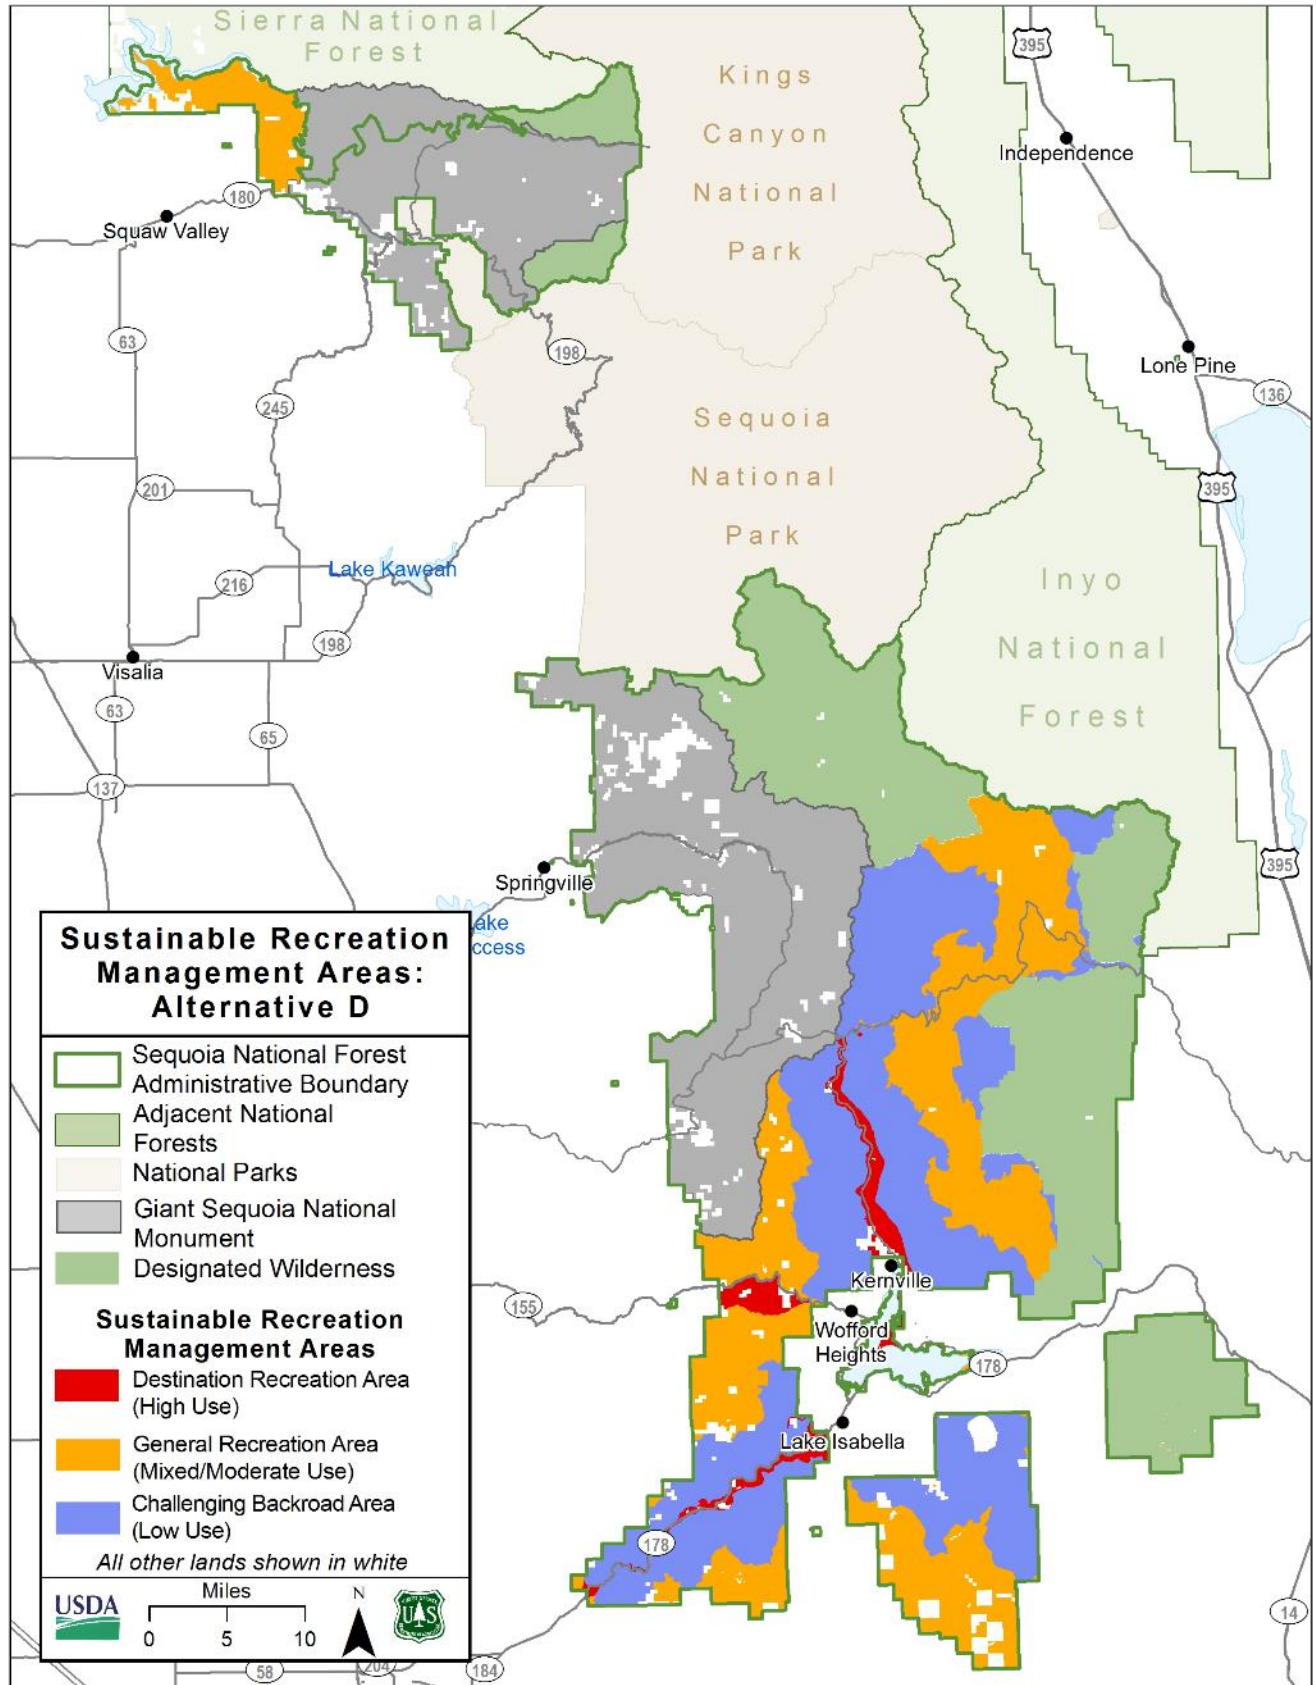 Sierra National
Forest
395
Kings
Canyon
National
Park
Independence
180
Squaw Valley
63
198
Lone Pine
136
245
Sequoia
National
Park
201
395
Lake Kaweah
216
Inyo
National
Forest
198
Visalia
63
65
137
395
Springville
ake
ccess
Sustainable Recreation
Management Areas:
Alternative D
Sequoia National Forest
Administrative Boundary
Adjacent National
Forests
National Parks
Giant Sequoia National
Monument
Designated Wilderness
Sustainable Recreation
Management Areas
Destination Recreation Area
(High Use)
General Recreation Area
(Mixed/Moderate Use)
Challenging Backroad Area
(Low Use)
All other lands shown in white
USDA
Miles
0 5 10
N
U S
Kernville
155
Wofford
Heights
178
Lake Isabella
178
14
58
204
184